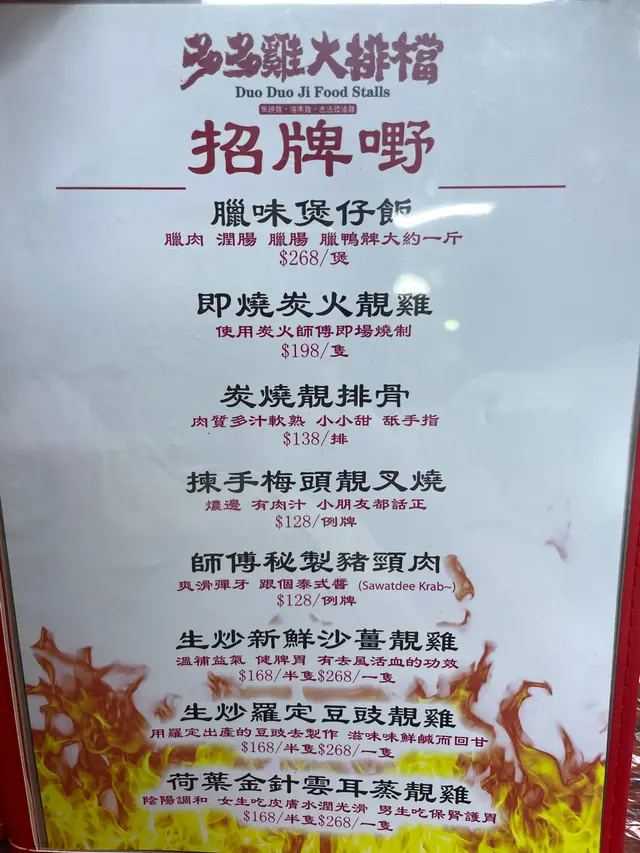 多多雞大排檔
Duo Duo Ji Food Stalls
招牌嘢
臘味煲仔飯
臘肉 潤腸 臘腸 臘鴨髀大約一斤
$268/煲
即燒炭火靚雞
使用炭火師傅即場燒制
$198/隻
炭燒靚排骨
肉質多汁軟熟 小小甜 舐手指
$138/排
揀手梅頭靚叉燒
燶邊 有肉汁 小朋友都話正
$128/例牌
師傅秘製豬頸肉
爽滑彈牙 跟個泰式醬 (Sawatdee Krab~)
$128/例牌
生炒新鮮沙薑靚雞
溫補益氣 健脾胃 有去風活血的功效
$168/半隻$268/一隻
生炒羅定豆豉靚雞
用羅定出產的豆豉去製作 滋味味鮮鹹而回甘
$168/半隻$268/一隻
荷葉金針雲耳蒸靚雞
陰陽調和 女生吃皮膚水潤光滑 男生吃保腎護胃
$168/半隻$268/一隻